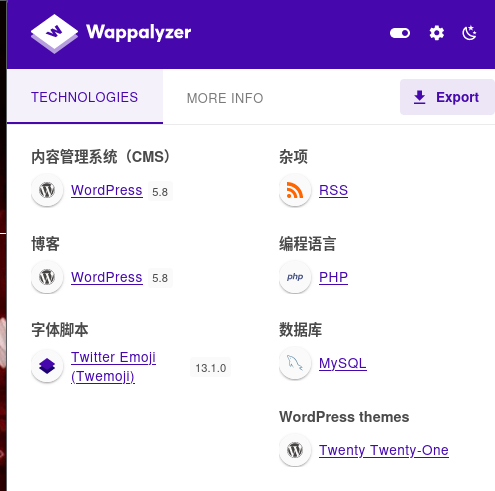 Wappalyzer
TECHNOLOGIES
MORE INFO
Export
内容管理系统（CMS）
WordPress 5.8
博客
WordPress 5.8
字体脚本
Twitter Emoji
(Twemoji) 13.1.0
杂项
RSS
编程语言
php PHP
数据库
MySQL
WordPress themes
Twenty Twenty-One